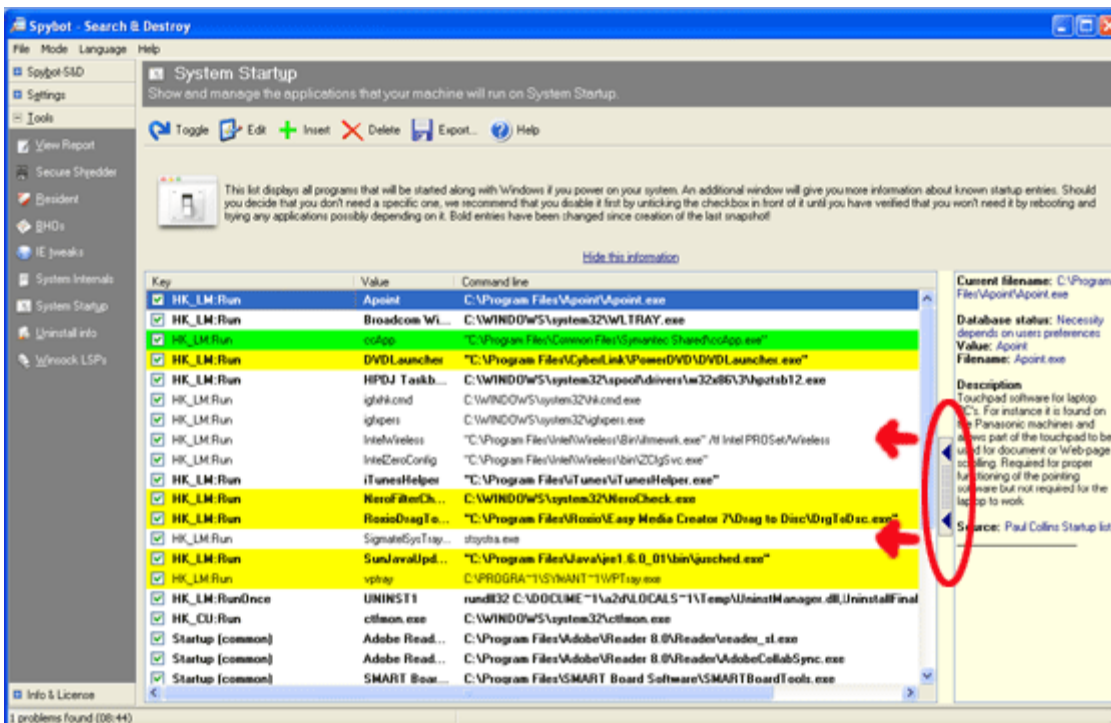 Spybot - Search & Destroy
File Mode Language Help
Spybot-S&D
Settings
Tools
View Report
Secure Shredder
Resident
BHOs
IE tweaks
System Internals
System Startup
Uninstall info
Winsock LSPs
Info & License
1 problems found (08:44)
System Startup
Show and manage the applications that your machine will run on System Startup.
Toggle Edit Insert Delete Export... Help
This list displays all programs that will be started along with Windows if you power on your system. An additional window will give you more information about known startup entries. Should
you decide that you don't need a specific one, we recommend that you disable it first by unticking the checkbox in front of it until you have verified that you won't need it by rebooting and
trying any applications possibly depending on it. Bold entries have been changed since creation of the last snapshot!
Hide this information
Key Value Command line
HK_LM:Run Apoint C:\Program Files\Apoint\Apoint.exe
HK_LM:Run Broadcom Wi... C:\WINDOWS\system32\WLTRAY.exe
HK_LM:Run ccApp "C:\Program Files\Common Files\Symantec Shared\ccApp.exe"
HK_LM:Run DVDLauncher "C:\Program Files\CyberLink\PowerDVD\DVDLauncher.exe"
HK_LM:Run HPDJ Taskb... C:\WINDOWS\system32\spool\drivers\w32x86\3\hpztsb12.exe
HK_LM:Run igfxhkcmd C:\WINDOWS\system32\hkcmd.exe
HK_LM:Run igfxpers C:\WINDOWS\system32\igfxpers.exe
HK_LM:Run IntelWireless "C:\Program Files\Intel\Wireless\Bin\ifrmewrk.exe" /tf Intel PROSet/Wireless
HK_LM:Run IntelZeroConfig "C:\Program Files\Intel\Wireless\bin\ZCfgSvc.exe"
HK_LM:Run iTunesHelper "C:\Program Files\iTunes\iTunesHelper.exe"
HK_LM:Run NeroFilterCh... C:\WINDOWS\system32\NeroCheck.exe
HK_LM:Run RoxioDragTo... "C:\Program Files\Roxio\Easy Media Creator 7\Drag to Disc\DrgToDsc.exe"
HK_LM:Run SigmatelSysTray... stsystra.exe
HK_LM:Run SunJavaUpd... "C:\Program Files\Java\jre1.6.0_01\bin\jusched.exe"
HK_LM:Run vptray C:\PROGRA~1\SYMANT~1\VPTray.exe
HK_LM:RunOnce UNINST1 rundll32 C:\DOCUME~1\a2d\LOCALS~1\Temp\UninstManager.dll,UninstallFinal
HK_CU:Run ctfmon.exe C:\WINDOWS\system32\ctfmon.exe
Startup (common) Adobe Read... C:\Program Files\Adobe\Reader 8.0\Reader\reader_sl.exe
Startup (common) Adobe Read... C:\Program Files\Adobe\Reader 8.0\Reader\AdobeCollabSync.exe
Startup (common) SMART Boar... C:\Program Files\SMART Board Software\SMARTBoardTools.exe
Current filename: C:\Program
Files\Apoint\Apoint.exe
Database status: Necessity
depends on users preferences
Value: Apoint
Filename: Apoint.exe
Description
Touchpad software for laptop
PC's. For instance it is found on
the Panasonic machines and
allows part of the touchpad to be
used for document or Web page
scrolling. Required for proper
functioning of the pointing
software but not required for the
laptop to work
Source: Paul Collins Startup list